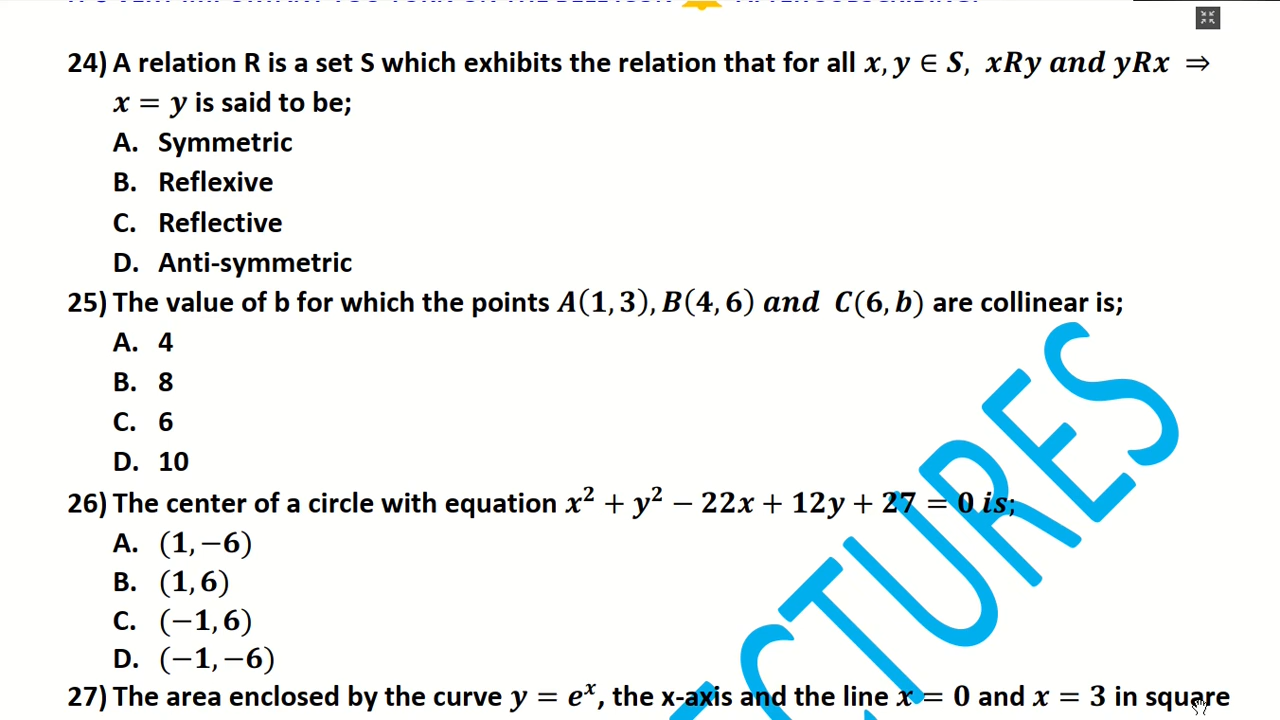 24) A relation R is a set S which exhibits the relation that for all x, y ∈ S, xRy and yRx ⇒
x = y is said to be;
A. Symmetric
B. Reflexive
C. Reflective
D. Anti-symmetric
25) The value of b for which the points A(1, 3), B(4, 6) and C(6, b) are collinear is;
A. 4
B. 8
C. 6
D. 10
26) The center of a circle with equation x² + y² − 22x + 12y + 27 = 0 is;
A. (1, −6)
B. (1, 6)
C. (−1, 6)
D. (−1, −6)
27) The area enclosed by the curve y = eˣ, the x-axis and the line x = 0 and x = 3 in square